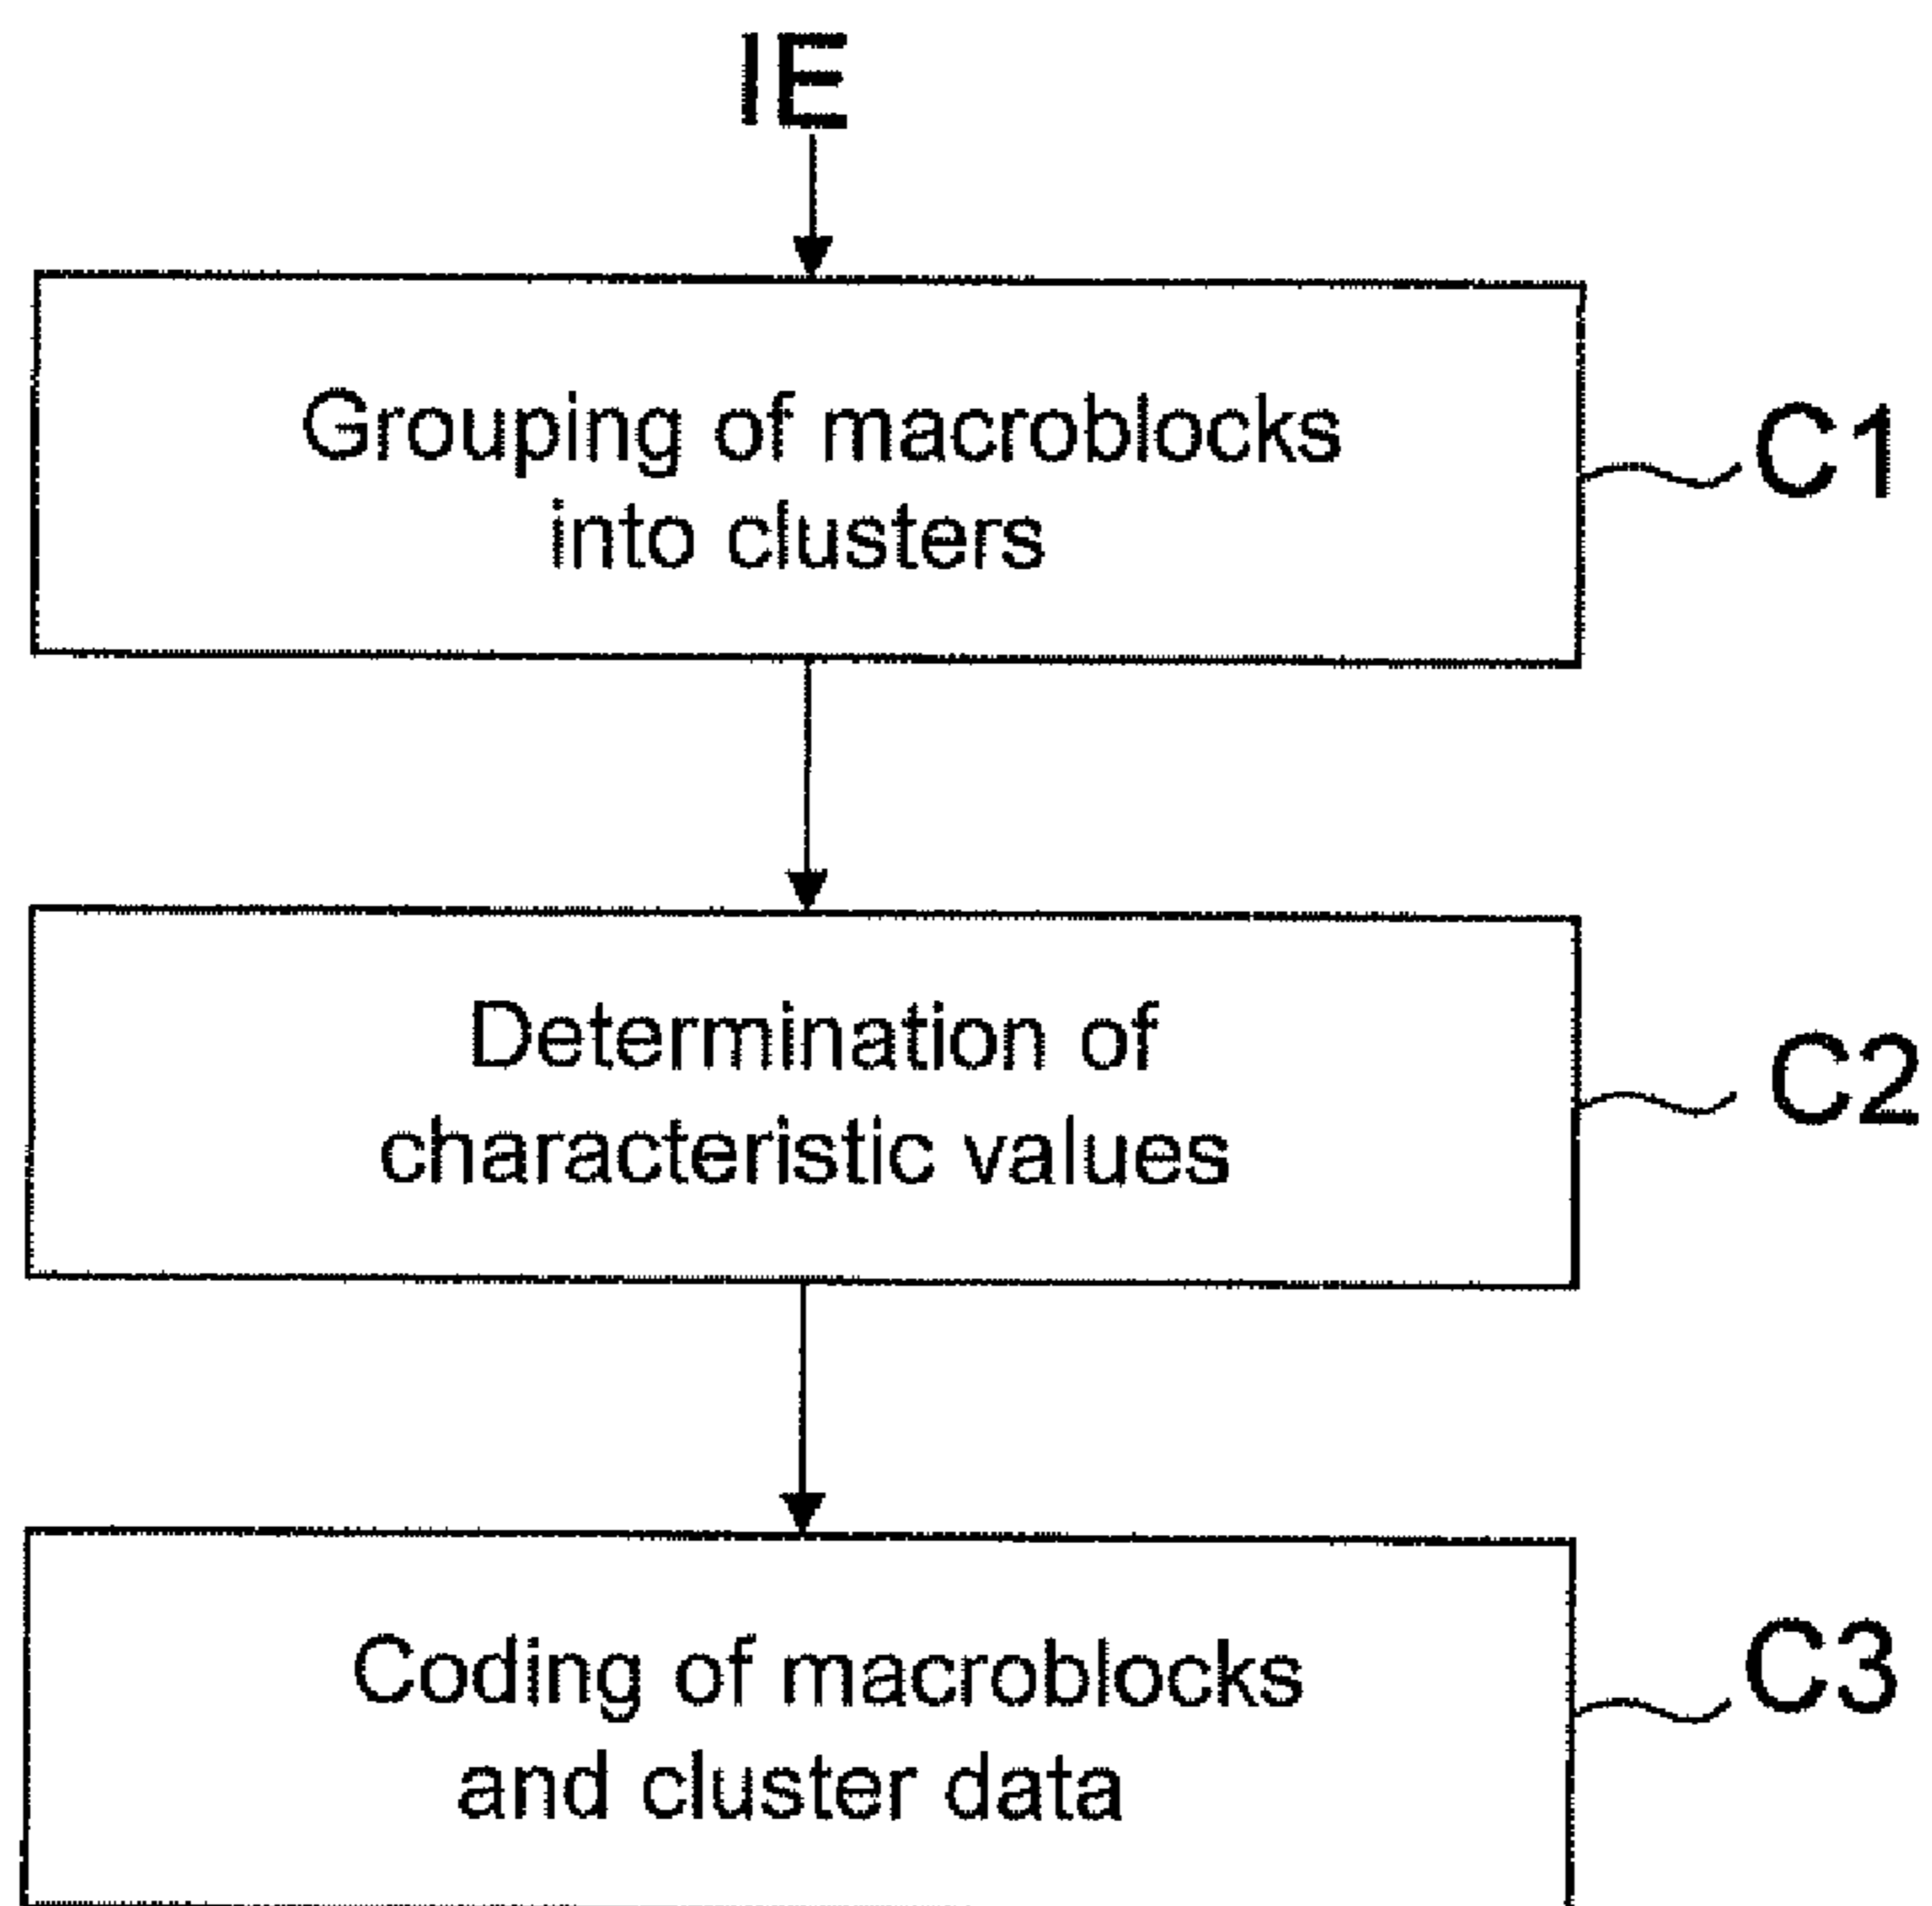 IE
Grouping of macroblocks
into clusters
C1
Determination of
characteristic values
C2
Coding of macroblocks
and cluster data
C3